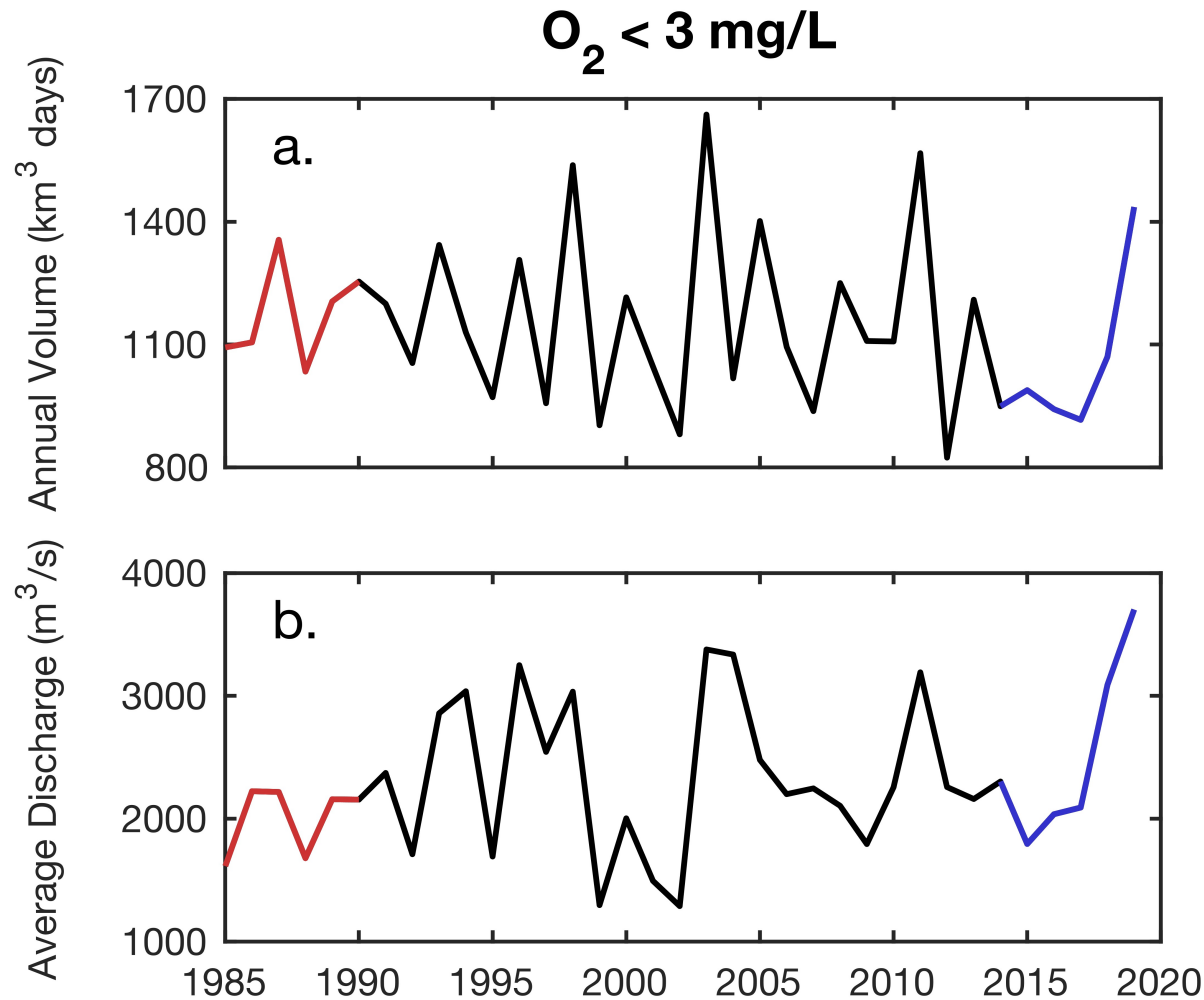 O₂ < 3 mg/L
Annual Volume (km³ days)
a.
1700
1400
1100
800
Average Discharge (m³/s)
b.
4000
3000
2000
1000
1985 1990 1995 2000 2005 2010 2015 2020